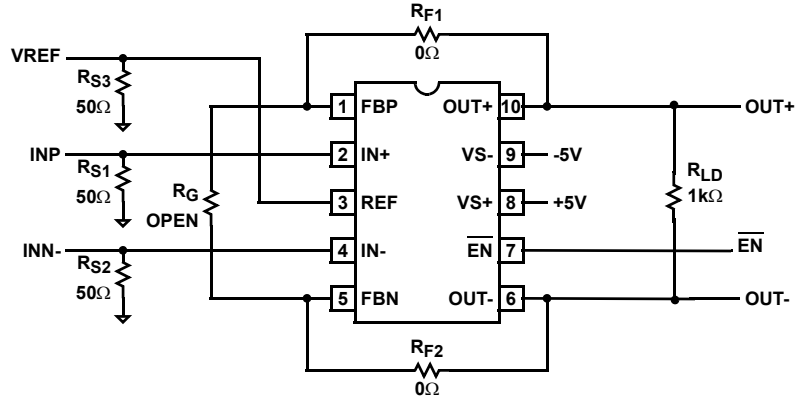 RF1
0Ω
VREF
RS3
50Ω
1 FBP OUT+ 10
OUT+
INP
RS1
50Ω
2 IN+ VS- 9 -5V
RG
OPEN
3 REF VS+ 8 +5V
RLD
1kΩ
INN-
RS2
50Ω
4 IN- EN 7
EN
5 FBN OUT- 6
OUT-
RF2
0Ω